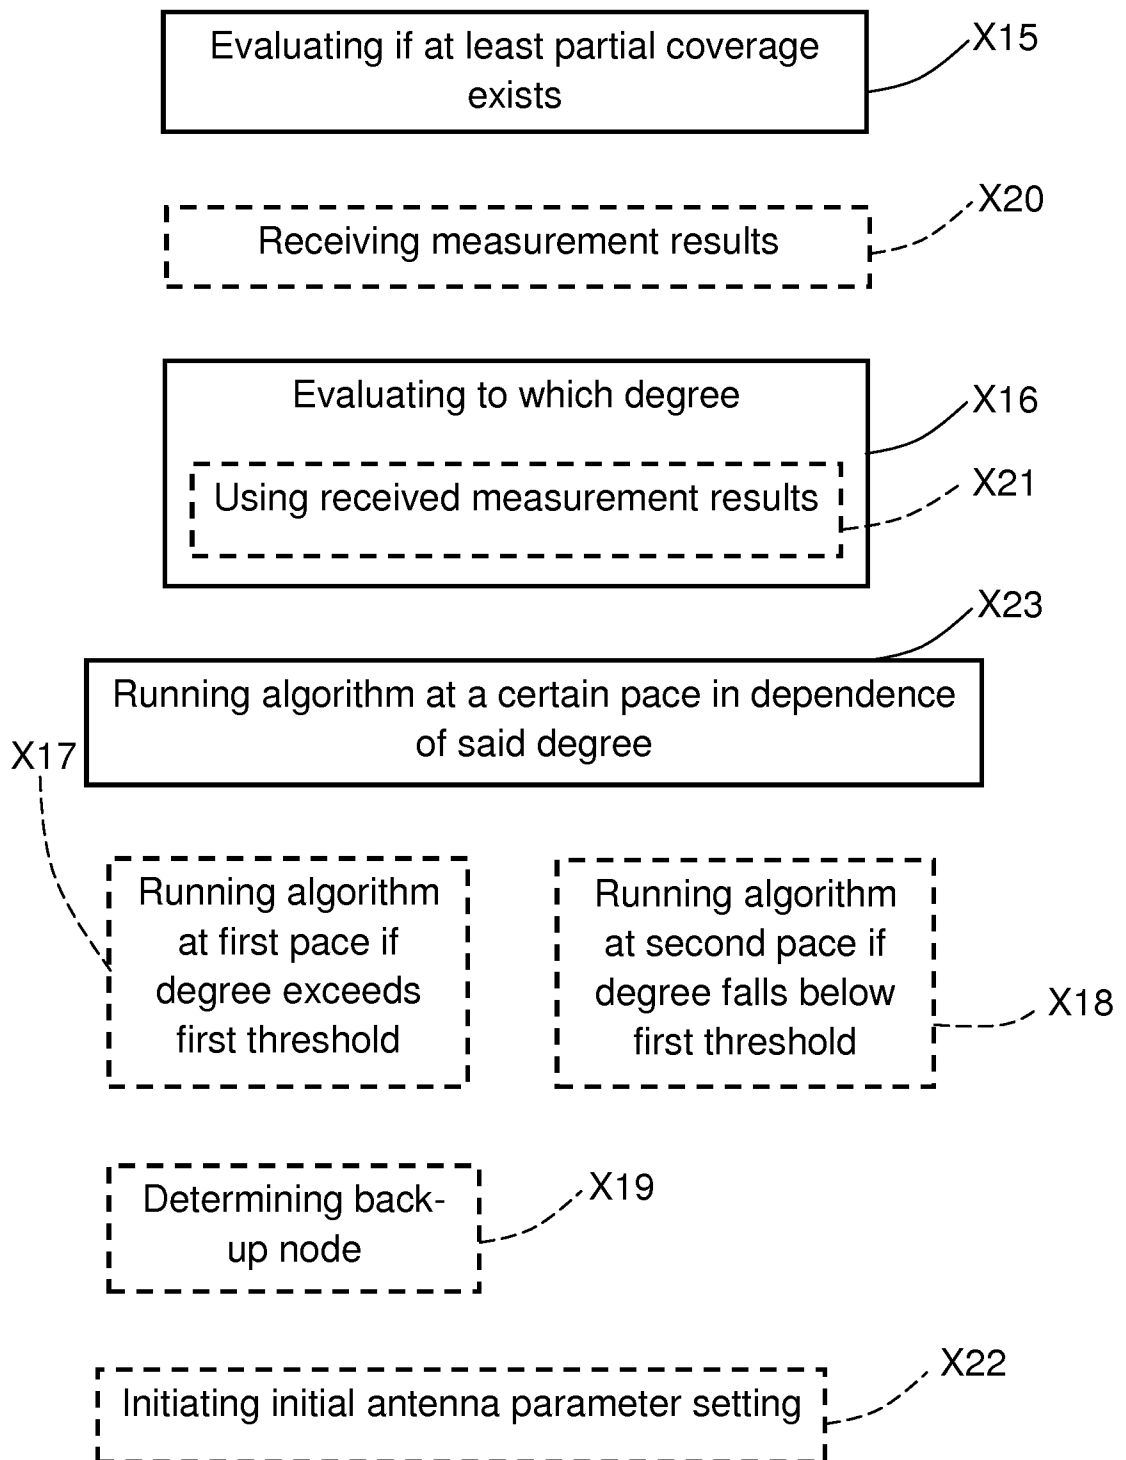 Evaluating if at least partial coverage
exists
X15
X20
Receiving measurement results
Evaluating to which degree
X16
Using received measurement results
X21
X23
Running algorithm at a certain pace in dependence
of said degree
X17
Running algorithm
at first pace if
degree exceeds
first threshold
Running algorithm
at second pace if
degree falls below
first threshold
X18
Determining back-
up node
X19
X22
Initiating initial antenna parameter setting